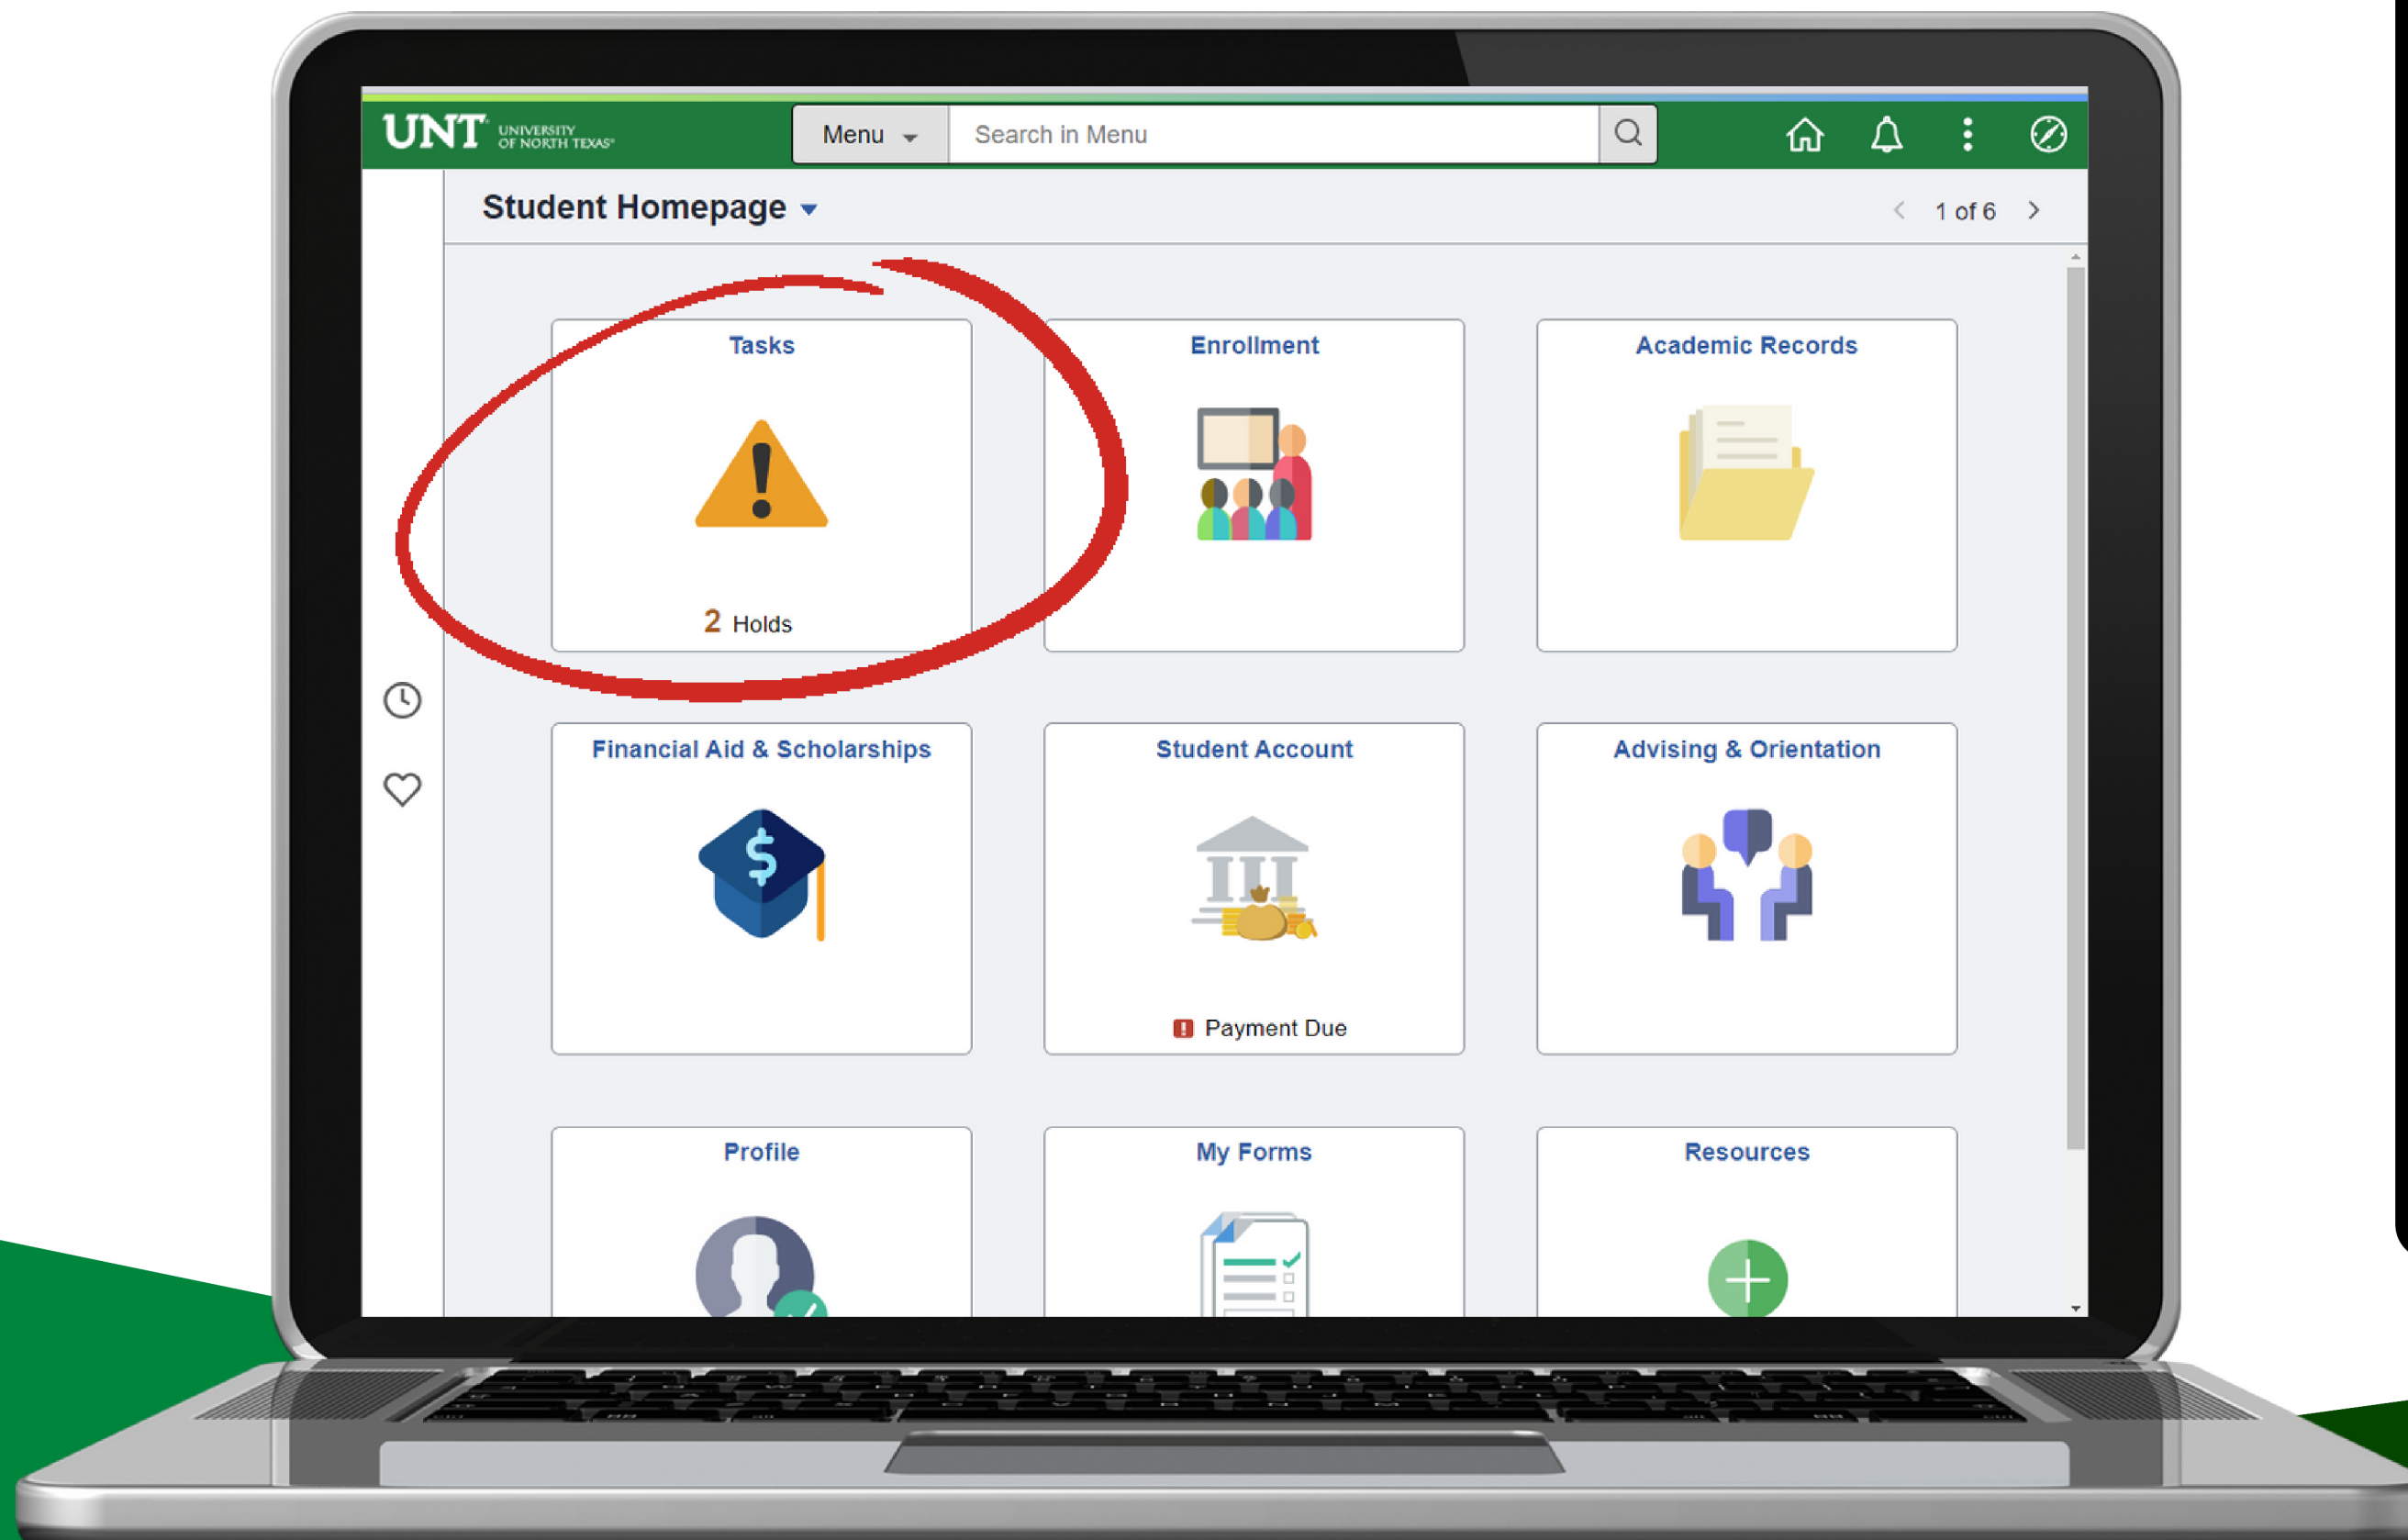 UNT UNIVERSITY
OF NORTH TEXAS®
Menu
Search in Menu
Student Homepage
1 of 6
Tasks
Enrollment
Academic Records
2 Holds
Financial Aid & Scholarships
Student Account
Advising & Orientation
$
Payment Due
Profile
My Forms
Resources